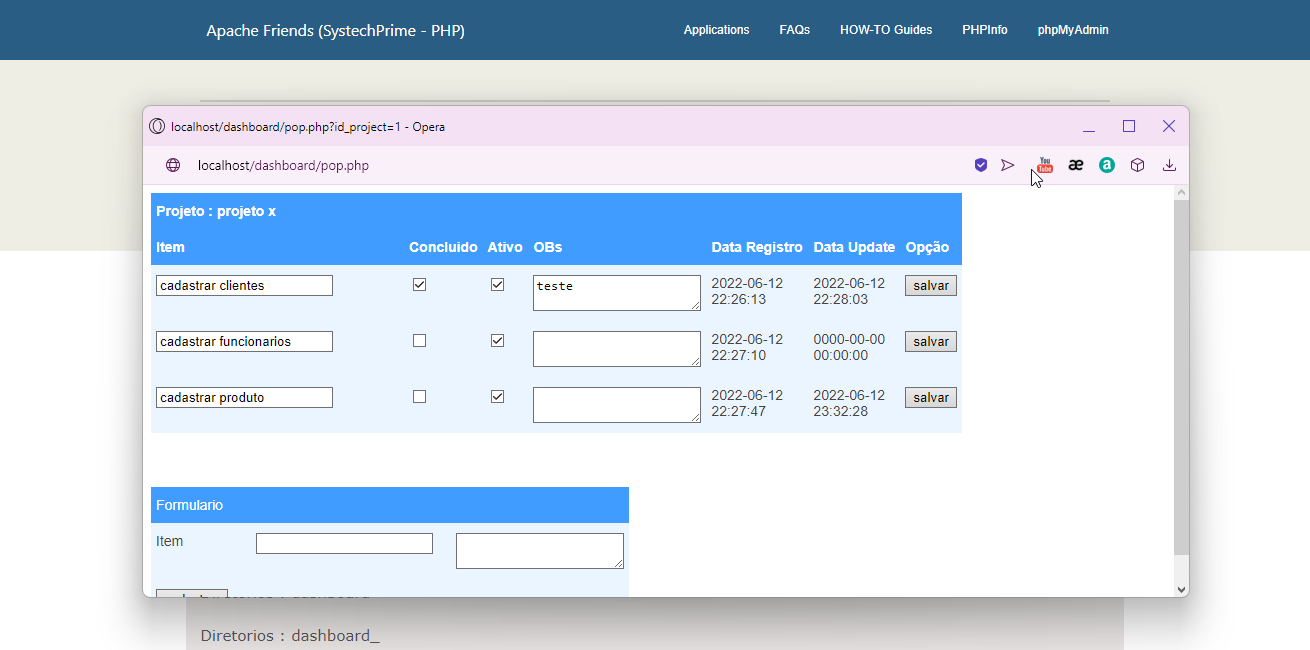 Apache Friends (SystechPrime - PHP) Applications FAQs HOW-TO Guides PHPInfo phpMyAdmin
localhost/dashboard/pop.php?id_project=1 - Opera
localhost/dashboard/pop.php You Tube æ a
Projeto : projeto x
Item Concluido Ativo OBs Data Registro Data Update Opção
cadastrar clientes teste 2022-06-12 2022-06-12 salvar
22:26:13 22:28:03
cadastrar funcionarios 2022-06-12 0000-00-00 salvar
22:27:10 00:00:00
cadastrar produto 2022-06-12 2022-06-12 salvar
22:27:47 23:32:28
Formulario
Item
Diretorios : dashboard_